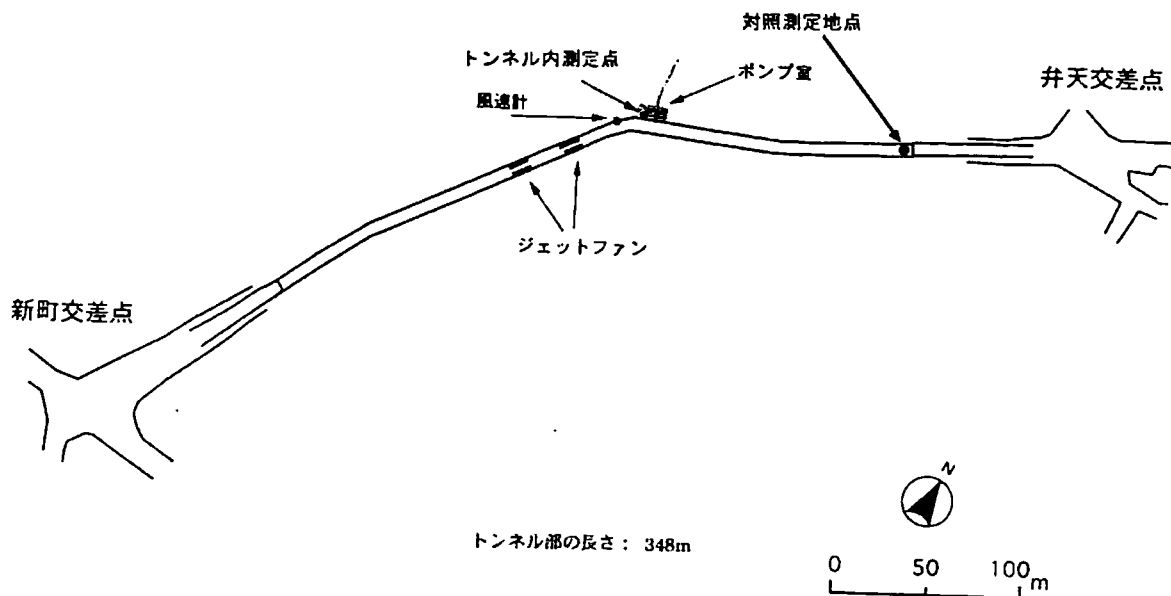 対照測定地点
トンネル内測定点
ポンプ室
弁天交差点
風速計
ジェットファン
新町交差点
N
トンネル部の長さ： 348m
0 50 100m